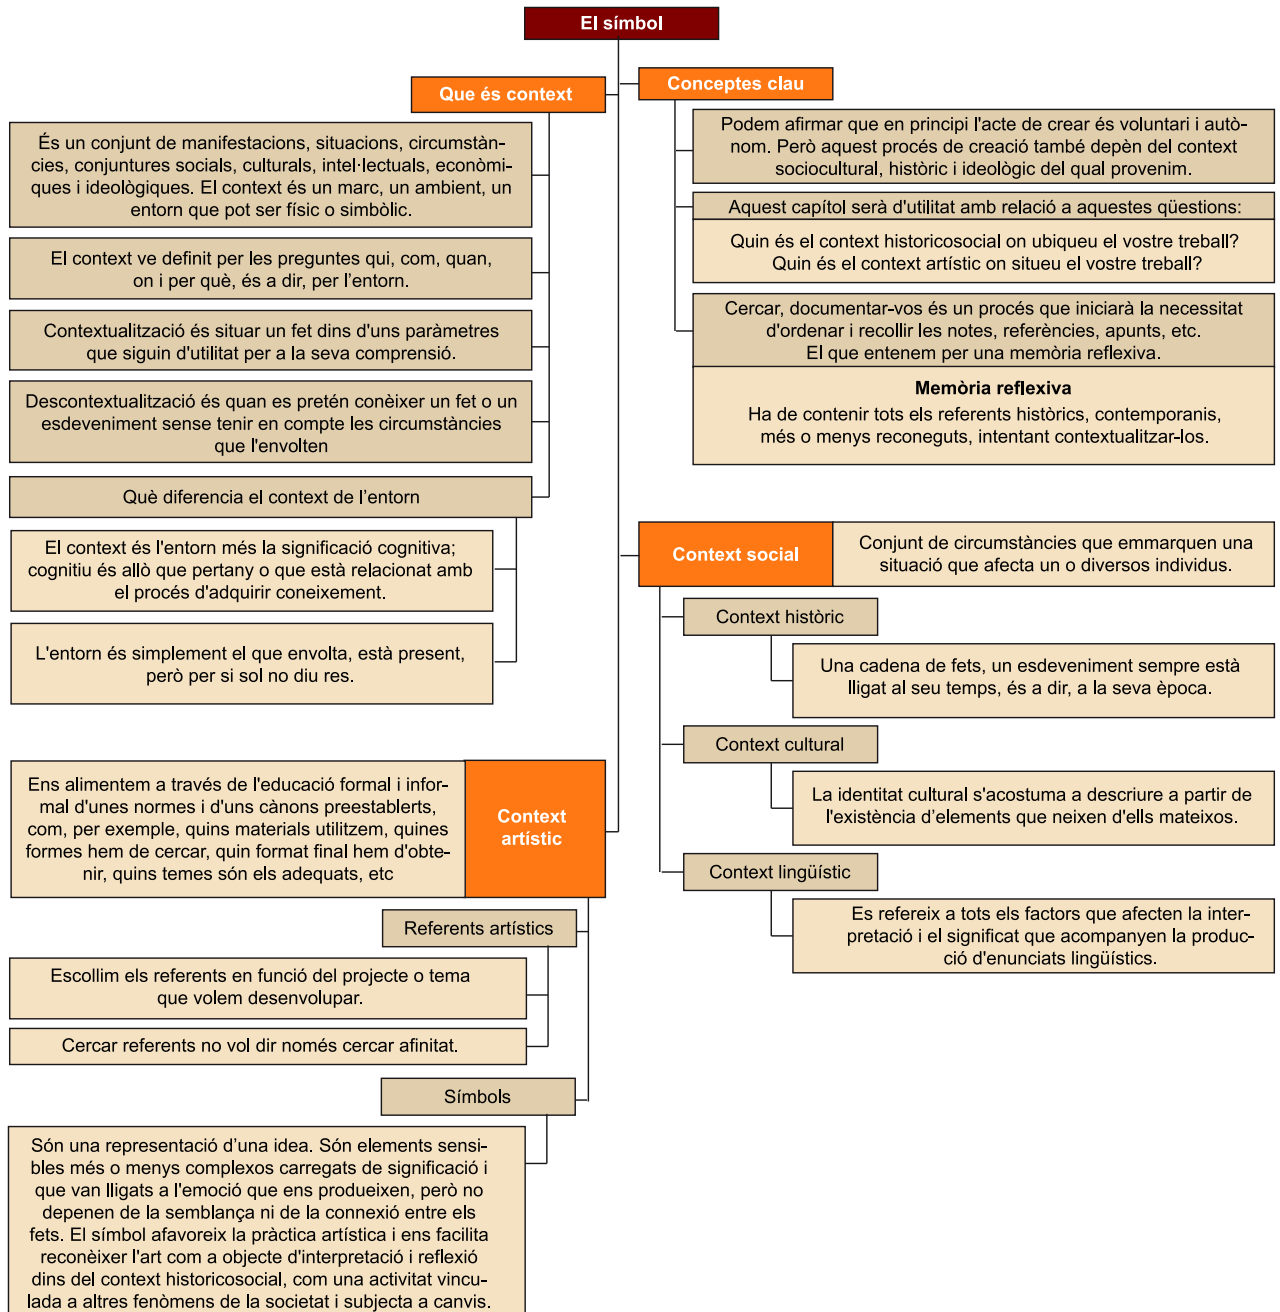 El símbol
Que és context
És un conjunt de manifestacions, situacions, circumstàn-
cies, conjuntures socials, culturals, intel·lectuals, econòmi-
ques i ideològiques. El context és un marc, un ambient, un
entorn que pot ser físic o simbòlic.
El context ve definit per les preguntes qui, com, quan,
on i per què, és a dir, per l'entorn.
Contextualització és situar un fet dins d'uns paràmetres
que siguin d'utilitat per a la seva comprensió.
Descontextualització és quan es pretén conèixer un fet o un
esdeveniment sense tenir en compte les circumstàncies
que l'envolten
Què diferencia el context de l'entorn
El context és l'entorn més la significació cognitiva;
cognitiu és allò que pertany o que està relacionat amb
el procés d'adquirir coneixement.
L'entorn és simplement el que envolta, està present,
però per si sol no diu res.
Conceptes clau
Podem afirmar que en principi l'acte de crear és voluntari i autò-
nom. Però aquest procés de creació també depèn del context
sociocultural, històric i ideològic del qual provenim.
Aquest capítol serà d'utilitat amb relació a aquestes qüestions:
Quin és el context historicosocial on ubiqueu el vostre treball?
Quin és el context artístic on situeu el vostre treball?
Cercar, documentar-vos és un procés que iniciarà la necessitat
d'ordenar i recollir les notes, referències, apunts, etc.
El que entenem per una memòria reflexiva.
Memòria reflexiva
Ha de contenir tots els referents històrics, contemporanis,
més o menys reconeguts, intentant contextualitzar-los.
Context social
Conjunt de circumstàncies que emmarquen una
situació que afecta un o diversos individus.
Context històric
Una cadena de fets, un esdeveniment sempre està
lligat al seu temps, és a dir, a la seva època.
Context cultural
La identitat cultural s'acostuma a descriure a partir de
l'existència d'elements que neixen d'ells mateixos.
Context lingüístic
Es refereix a tots els factors que afecten la inter-
pretació i el significat que acompanyen la produc-
ció d'enunciats lingüístics.
Context
artístic
Ens alimentem a través de l'educació formal i infor-
mal d'unes normes i d'uns cànons preestablerts,
com, per exemple, quins materials utilitzem, quines
formes hem de cercar, quin format final hem d'obte-
nir, quins temes són els adequats, etc
Referents artístics
Escollim els referents en funció del projecte o tema
que volem desenvolupar.
Cercar referents no vol dir només cercar afinitat.
Símbols
Són una representació d'una idea. Són elements sensi-
bles més o menys complexos carregats de significació i
que van lligats a l'emoció que ens produeixen, però no
depenen de la semblança ni de la connexió entre els
fets. El símbol afavoreix la pràctica artística i ens facilita
reconèixer l'art com a objecte d'interpretació i reflexió
dins del context historicosocial, com una activitat vincu-
lada a altres fenòmens de la societat i subjecta a canvis.